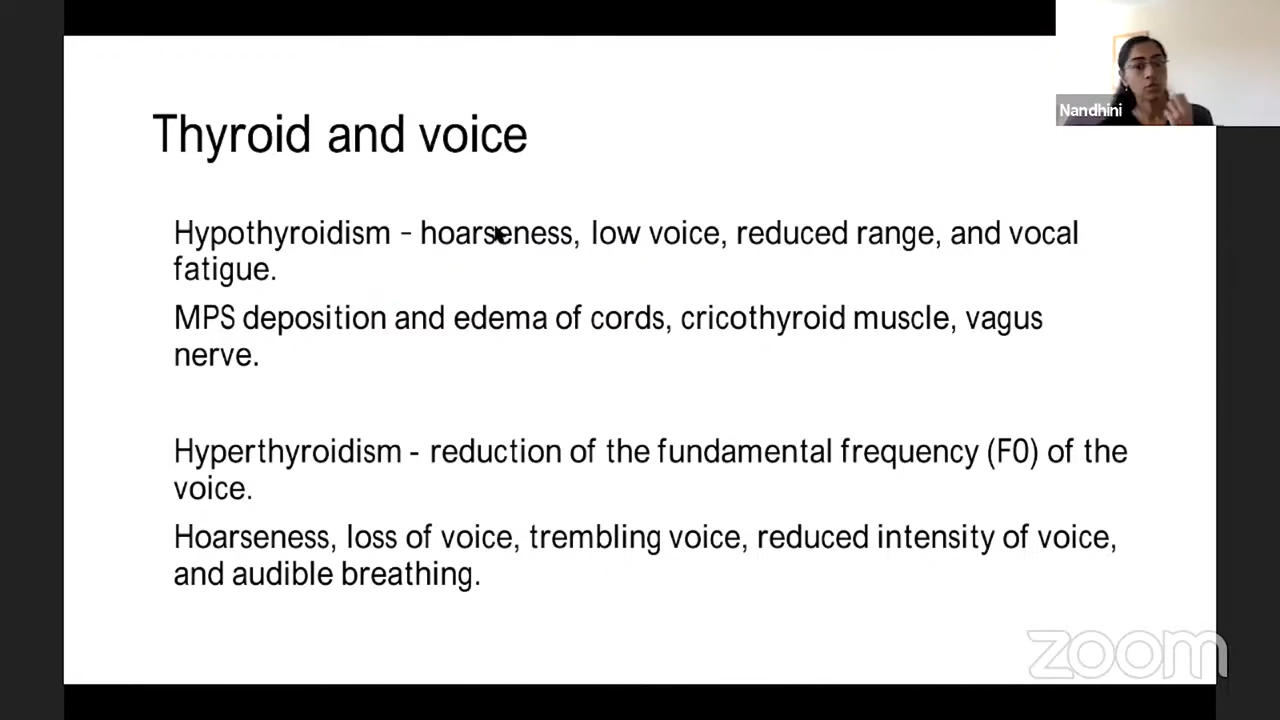 Nandhini
Thyroid and voice
Hypothyroidism - hoarseness, low voice, reduced range, and vocal
fatigue.
MPS deposition and edema of cords, cricothyroid muscle, vagus
nerve.
Hyperthyroidism - reduction of the fundamental frequency (F0) of the
voice.
Hoarseness, loss of voice, trembling voice, reduced intensity of voice,
and audible breathing.
zoom